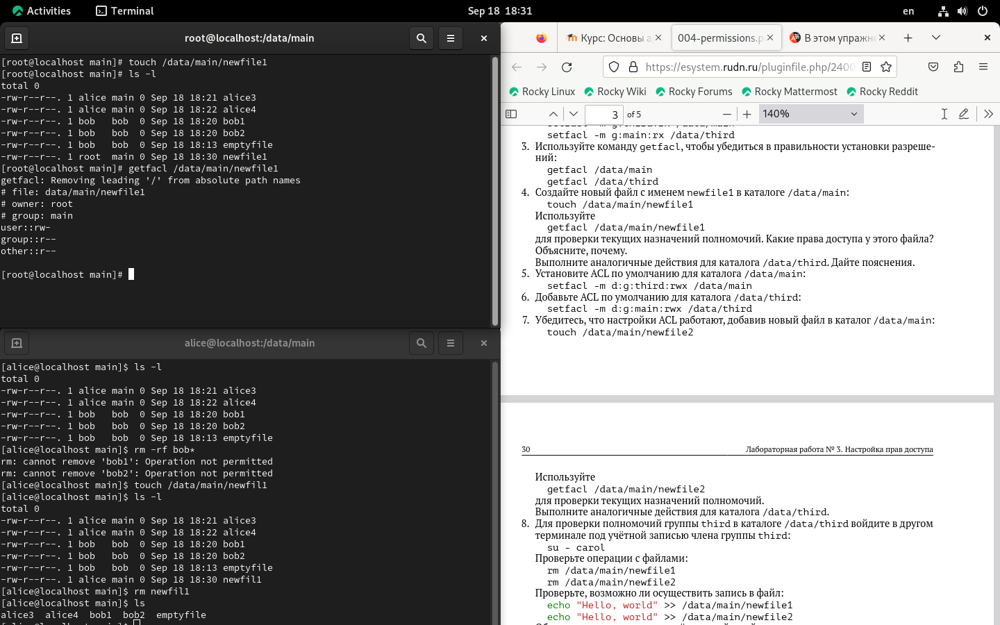 Activities Terminal Sep 18 18:31 en
root@localhost:/data/main
[root@localhost main]# touch /data/main/newfile1
[root@localhost main]# ls -l
total 0
-rw-r--r--. 1 alice main 0 Sep 18 18:21 alice3
-rw-r--r--. 1 alice main 0 Sep 18 18:22 alice4
-rw-r--r--. 1 bob   bob  0 Sep 18 18:20 bob1
-rw-r--r--. 1 bob   bob  0 Sep 18 18:20 bob2
-rw-r--r--. 1 bob   bob  0 Sep 18 18:13 emptyfile
-rw-r--r--. 1 root  main 0 Sep 18 18:30 newfile1
[root@localhost main]# getfacl /data/main/newfile1
getfacl: Removing leading '/' from absolute path names
# file: data/main/newfile1
# owner: root
# group: main
user::rw-
group::r--
other::r--
[root@localhost main]#
alice@localhost:/data/main
[alice@localhost main]$ ls -l
total 0
-rw-r--r--. 1 alice main 0 Sep 18 18:21 alice3
-rw-r--r--. 1 alice main 0 Sep 18 18:22 alice4
-rw-r--r--. 1 bob   bob  0 Sep 18 18:20 bob1
-rw-r--r--. 1 bob   bob  0 Sep 18 18:20 bob2
-rw-r--r--. 1 bob   bob  0 Sep 18 18:13 emptyfile
[alice@localhost main]$ rm -rf bob*
rm: cannot remove 'bob1': Operation not permitted
rm: cannot remove 'bob2': Operation not permitted
[alice@localhost main]$ touch /data/main/newfil1
[alice@localhost main]$ ls -l
total 0
-rw-r--r--. 1 alice main 0 Sep 18 18:21 alice3
-rw-r--r--. 1 alice main 0 Sep 18 18:22 alice4
-rw-r--r--. 1 bob   bob  0 Sep 18 18:20 bob1
-rw-r--r--. 1 bob   bob  0 Sep 18 18:20 bob2
-rw-r--r--. 1 bob   bob  0 Sep 18 18:13 emptyfile
-rw-r--r--. 1 alice main 0 Sep 18 18:30 newfil1
[alice@localhost main]$ rm newfil1
[alice@localhost main]$ ls
alice3  alice4  bob1  bob2  emptyfile
Курс: Основы а 004-permissions.p В этом упражне
https://esystem.rudn.ru/pluginfile.php/2400
Rocky Linux Rocky Wiki Rocky Forums Rocky Mattermost Rocky Reddit
3 of 5 140%
setfacl -m g:main:rx /data/third
3. Используйте команду getfacl, чтобы убедиться в правильности установки разреше-
ний:
getfacl /data/main
getfacl /data/third
4. Создайте новый файл с именем newfile1 в каталоге /data/main:
touch /data/main/newfile1
Используйте
getfacl /data/main/newfile1
для проверки текущих назначений полномочий. Какие права доступа у этого файла?
Объясните, почему.
Выполните аналогичные действия для каталога /data/third. Дайте пояснения.
5. Установите ACL по умолчанию для каталога /data/main:
setfacl -m d:g:third:rwx /data/main
6. Добавьте ACL по умолчанию для каталога /data/third:
setfacl -m d:g:main:rwx /data/third
7. Убедитесь, что настройки ACL работают, добавив новый файл в каталог /data/main:
touch /data/main/newfile2
30 Лабораторная работа № 3. Настройка прав доступа
Используйте
getfacl /data/main/newfile2
для проверки текущих назначений полномочий.
Выполните аналогичные действия для каталога /data/third.
8. Для проверки полномочий группы third в каталоге /data/third войдите в другом
терминале под учётной записью члена группы third:
su - carol
Проверьте операции с файлами:
rm /data/main/newfile1
rm /data/main/newfile2
Проверьте, возможно ли осуществить запись в файл:
echo "Hello, world" >> /data/main/newfile1
echo "Hello, world" >> /data/main/newfile2